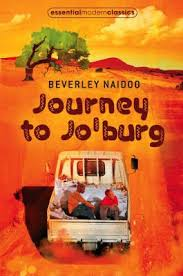 essentialmodernclassics
BEVERLEY NAIDOO
Journey
to Jo'burg